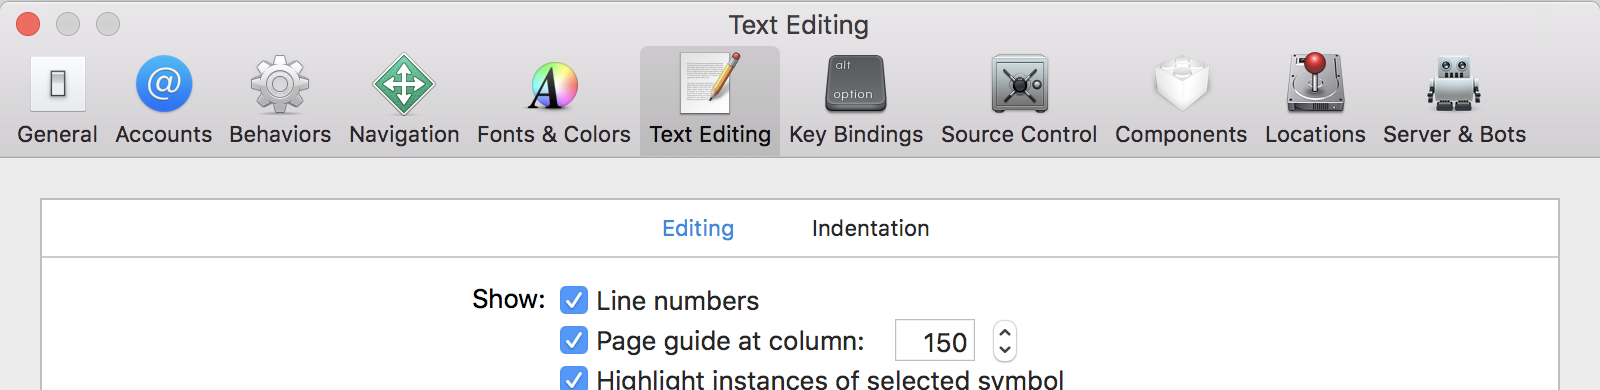 Text Editing
@
A
alt
option
General Accounts Behaviors Navigation Fonts & Colors Text Editing Key Bindings Source Control Components Locations Server & Bots
Editing Indentation
Show: Line numbers
Page guide at column: 150
Highlight instances of selected symbol